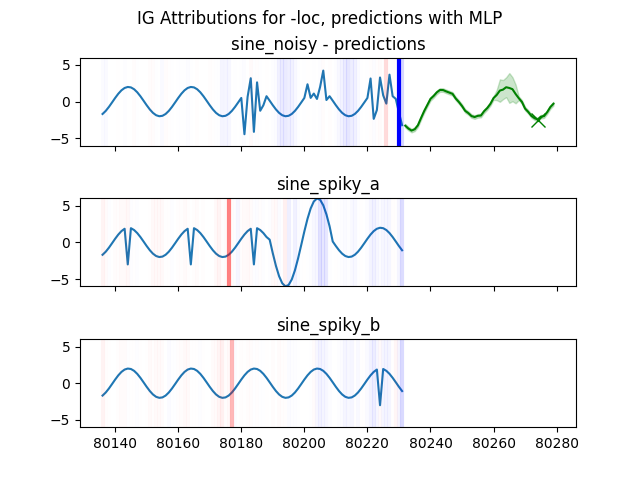 IG Attributions for -loc, predictions with MLP
sine_noisy - predictions
5
0
−5
sine_spiky_a
5
0
−5
sine_spiky_b
5
0
−5
80140 80160 80180 80200 80220 80240 80260 80280